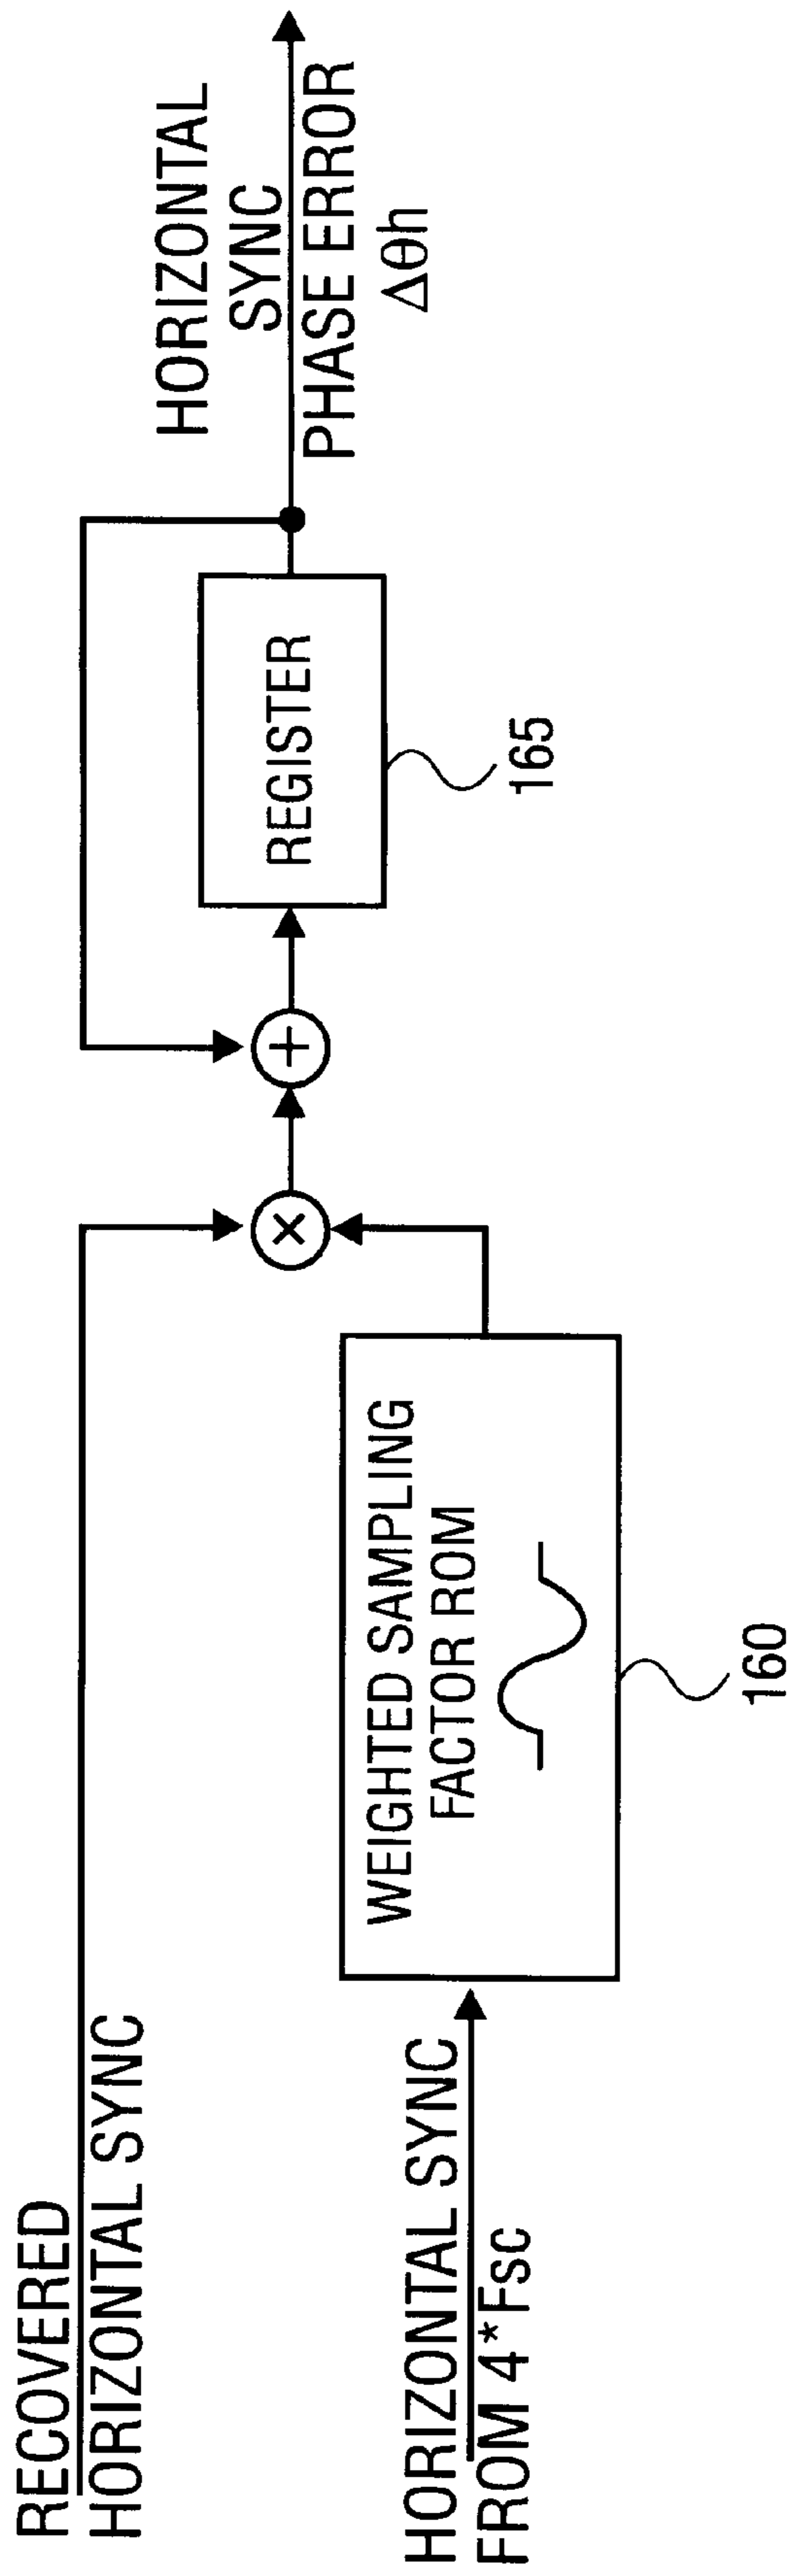 RECOVERED
HORIZONTAL SYNC
HORIZONTAL SYNC
FROM 4*FSC
WEIGHTED SAMPLING
FACTOR ROM
160
×
+
REGISTER
165
HORIZONTAL
SYNC
PHASE ERROR
Δθh